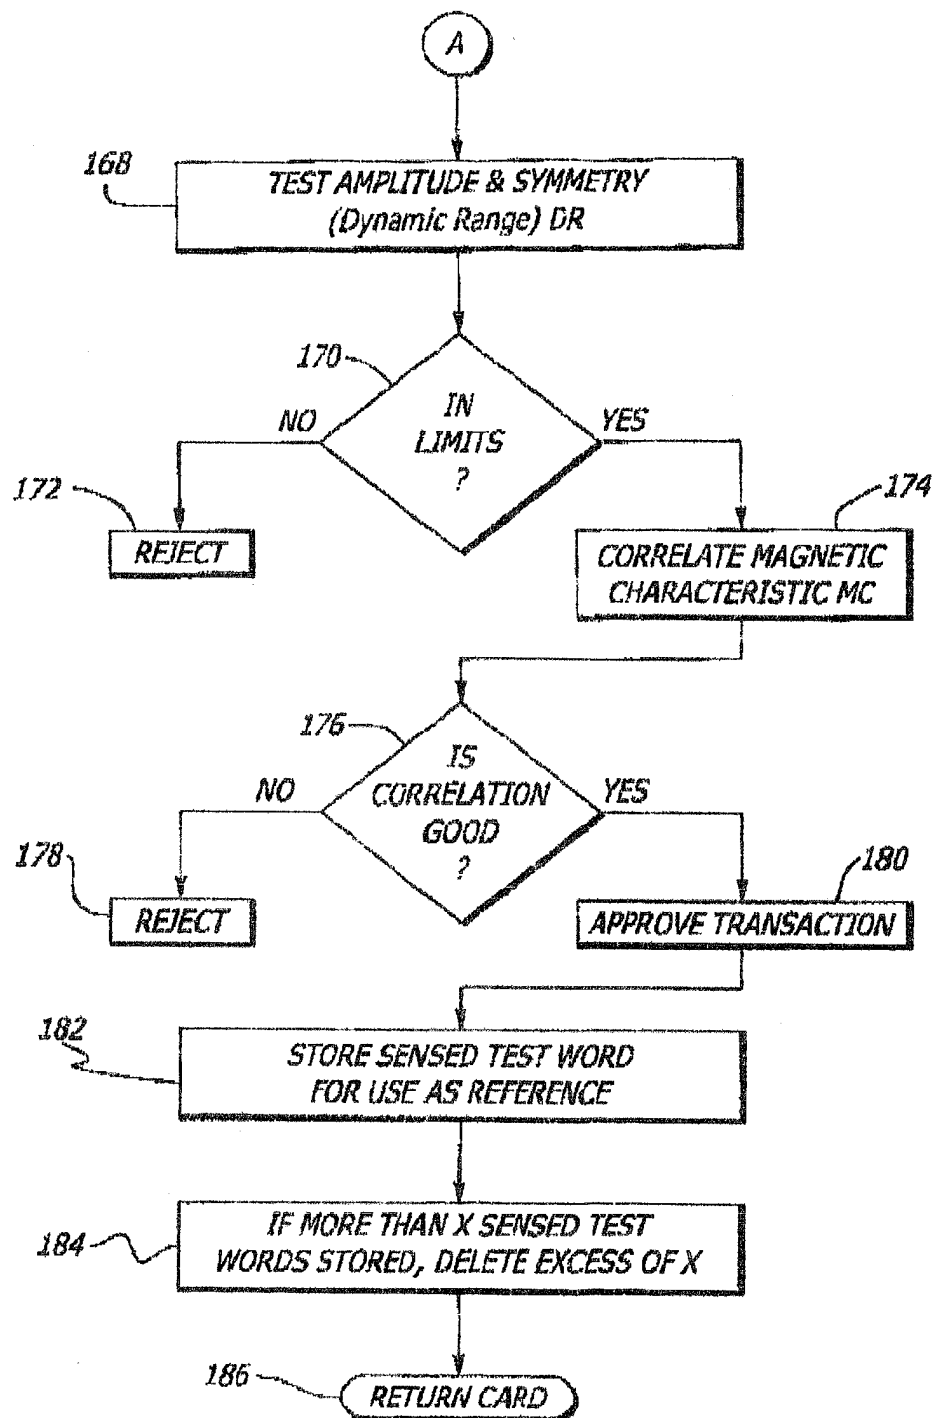 A
168
TEST AMPLITUDE & SYMMETRY
(Dynamic Range) DR
170
IN
LIMITS
?
NO
YES
172
REJECT
174
CORRELATE MAGNETIC
CHARACTERISTIC MC
176
IS
CORRELATION
GOOD
?
NO
YES
178
REJECT
180
APPROVE TRANSACTION
182
STORE SENSED TEST WORD
FOR USE AS REFERENCE
184
IF MORE THAN X SENSED TEST
WORDS STORED, DELETE EXCESS OF X
186
RETURN CARD